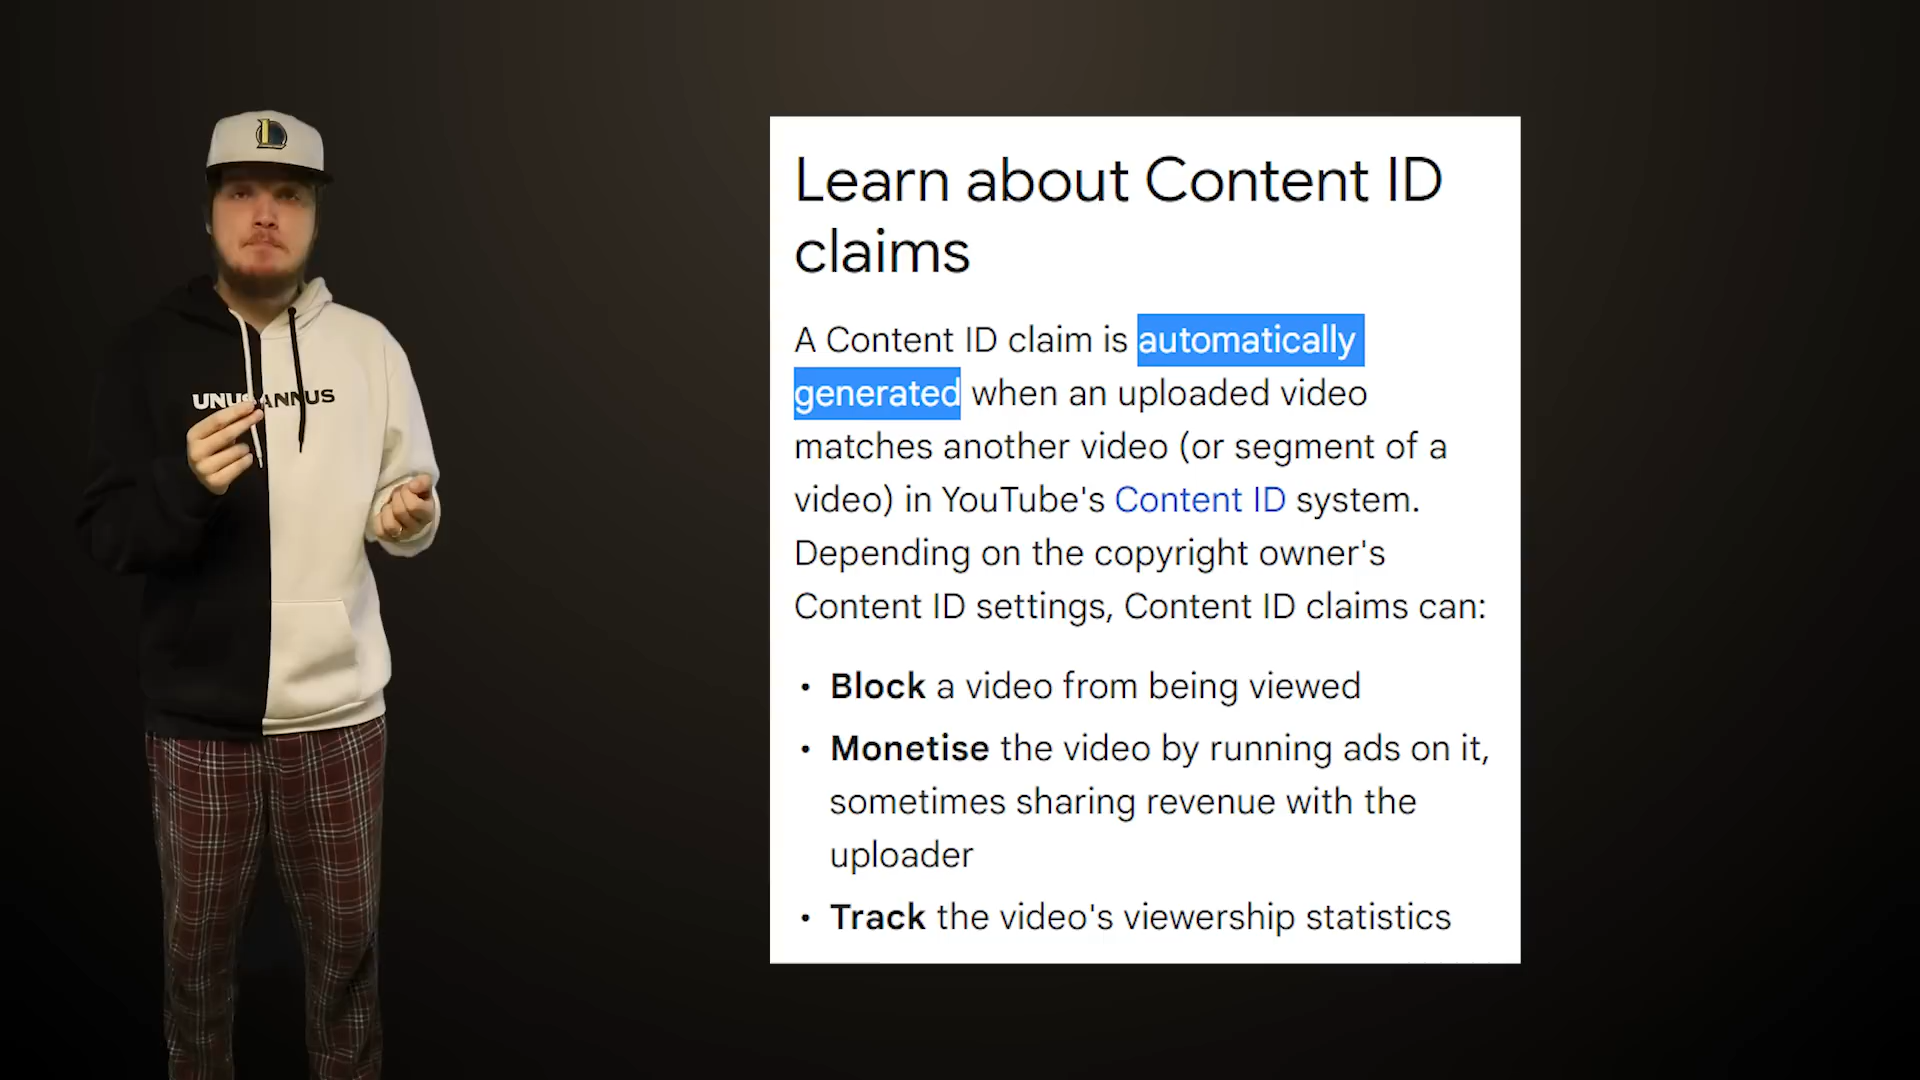 L
UNUS ANNUS
Learn about Content ID
claims
A Content ID claim is automatically
generated when an uploaded video
matches another video (or segment of a
video) in YouTube's Content ID system.
Depending on the copyright owner's
Content ID settings, Content ID claims can:
• Block a video from being viewed
• Monetise the video by running ads on it,
sometimes sharing revenue with the
uploader
• Track the video's viewership statistics